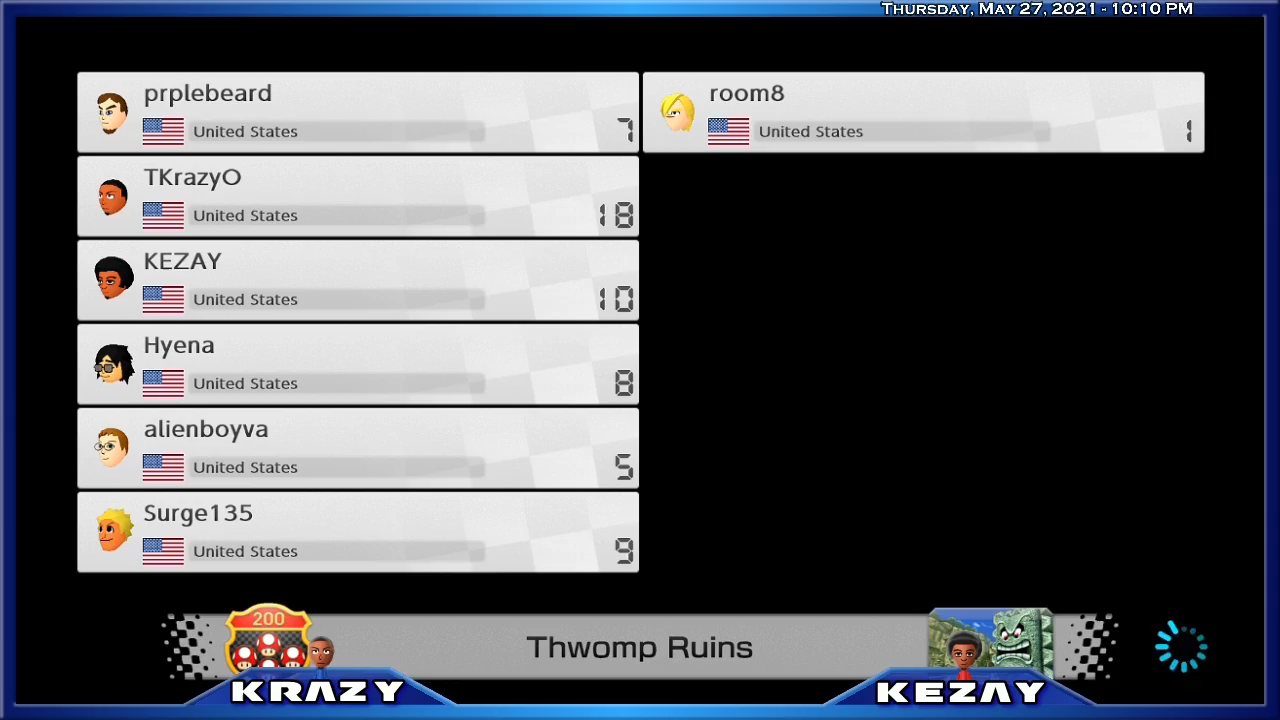 Thursday, May 27, 2021 - 10:10 PM
prplebeard
United States
7
TKrazyO
United States
18
KEZAY
United States
10
Hyena
United States
8
alienboyva
United States
5
Surge135
United States
9
room8
United States
1
200
Thwomp Ruins
KRAZY
KEZAY